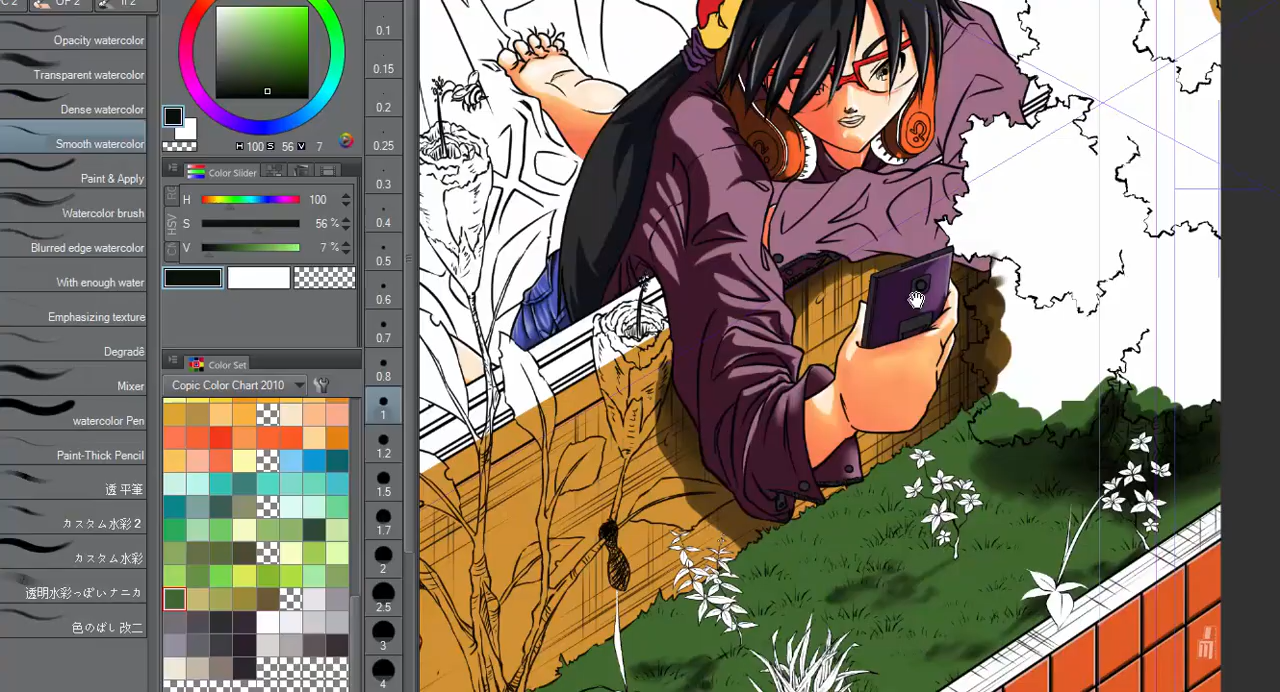 Opacity watercolor
Transparent watercolor
Dense watercolor
Smooth watercolor
Paint & Apply
Watercolor brush
Blurred edge watercolor
With enough water
Emphasizing texture
Degradê
Mixer
watercolor Pen
Paint-Thick Pencil
透 平筆
カスタム水彩２
カスタム水彩
透明水彩っぽいナニカ
色のばし 改二
H 100 S 56 V 7
Color Slider
H 100
S 56 %
V 7 %
HSV
Color Set
Copic Color Chart 2010
0.1
0.15
0.2
0.25
0.3
0.4
0.5
0.6
0.7
0.8
1
1.2
1.5
1.7
2
2.5
3
4